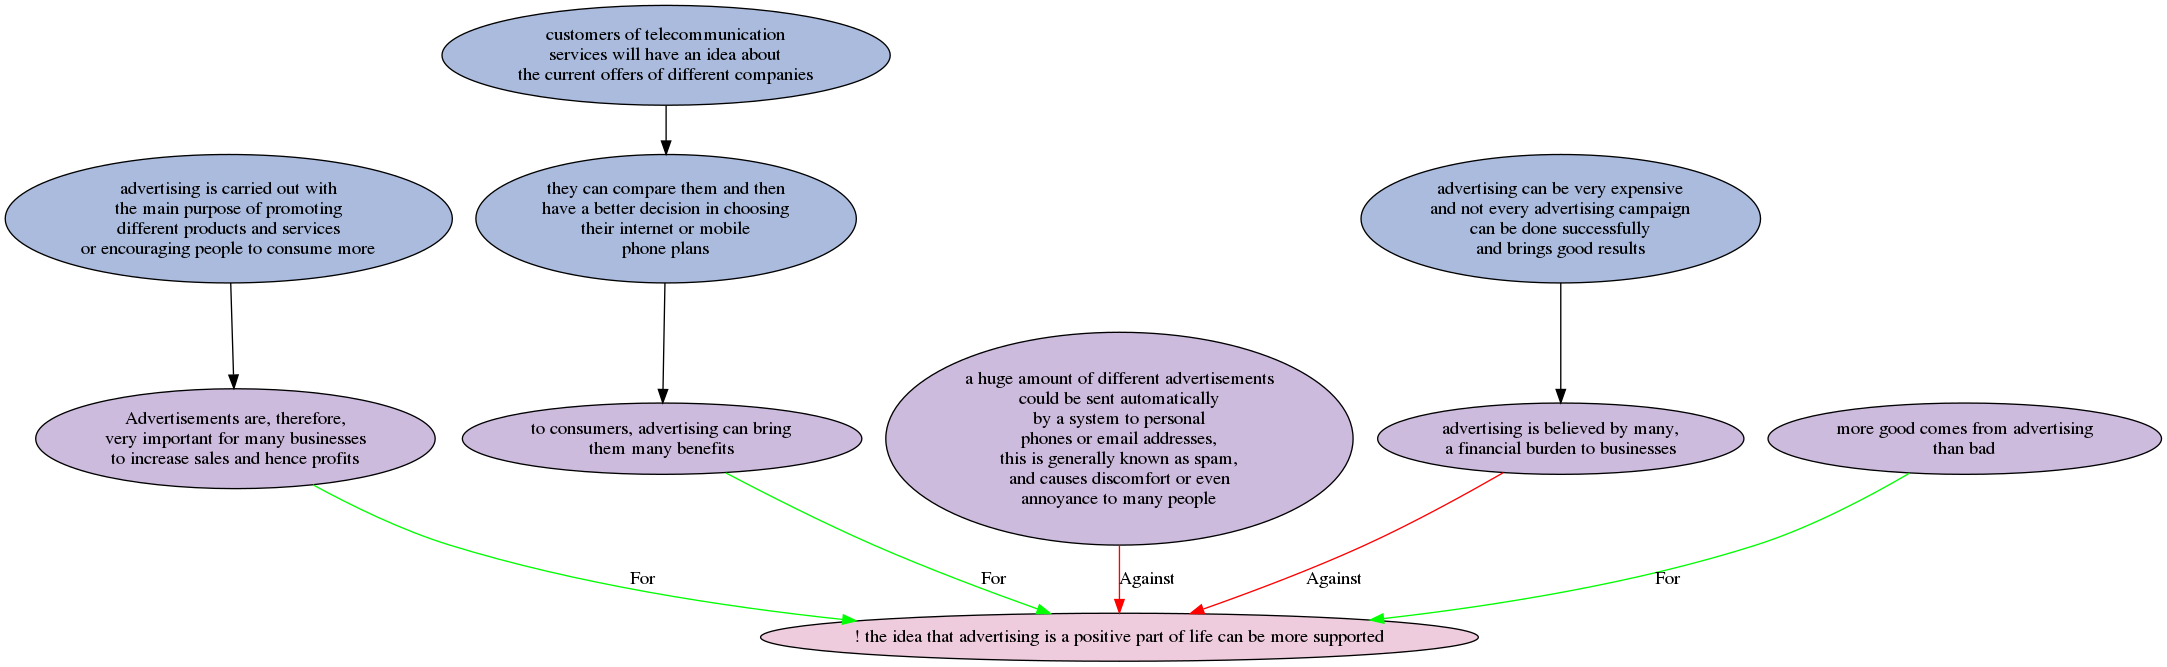 customers of telecommunication
services will have an idea about
the current offers of different companies
advertising is carried out with
the main purpose of promoting
different products and services
or encouraging people to consume more
they can compare them and then
have a better decision in choosing
their internet or mobile
phone plans
advertising can be very expensive
and not every advertising campaign
can be done successfully
and brings good results
Advertisements are, therefore,
very important for many businesses
to increase sales and hence profits
to consumers, advertising can bring
them many benefits
a huge amount of different advertisements
could be sent automatically
by a system to personal
phones or email addresses,
this is generally known as spam,
and causes discomfort or even
annoyance to many people
advertising is believed by many,
a financial burden to businesses
more good comes from advertising
than bad
For
For
Against
Against
For
! the idea that advertising is a positive part of life can be more supported